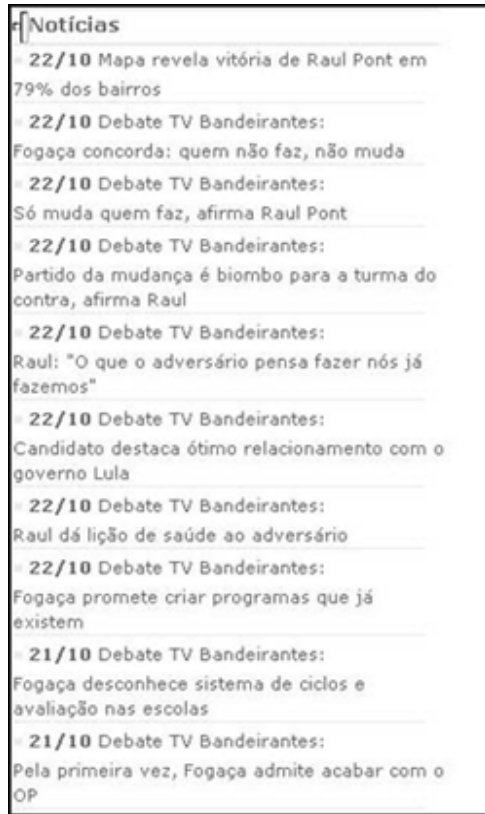 Notícias
22/10 Mapa revela vitória de Raul Pont em
79% dos bairros
22/10 Debate TV Bandeirantes:
Fogaça concorda: quem não faz, não muda
22/10 Debate TV Bandeirantes:
Só muda quem faz, afirma Raul Pont
22/10 Debate TV Bandeirantes:
Partido da mudança é biombo para a turma do
contra, afirma Raul
22/10 Debate TV Bandeirantes:
Raul: "O que o adversário pensa fazer nós já
fazemos"
22/10 Debate TV Bandeirantes:
Candidato destaca ótimo relacionamento com o
governo Lula
22/10 Debate TV Bandeirantes:
Raul dá lição de saúde ao adversário
22/10 Debate TV Bandeirantes:
Fogaça promete criar programas que já
existem
21/10 Debate TV Bandeirantes:
Fogaça desconhece sistema de ciclos e
avaliação nas escolas
21/10 Debate TV Bandeirantes:
Pela primeira vez, Fogaça admite acabar com o
OP